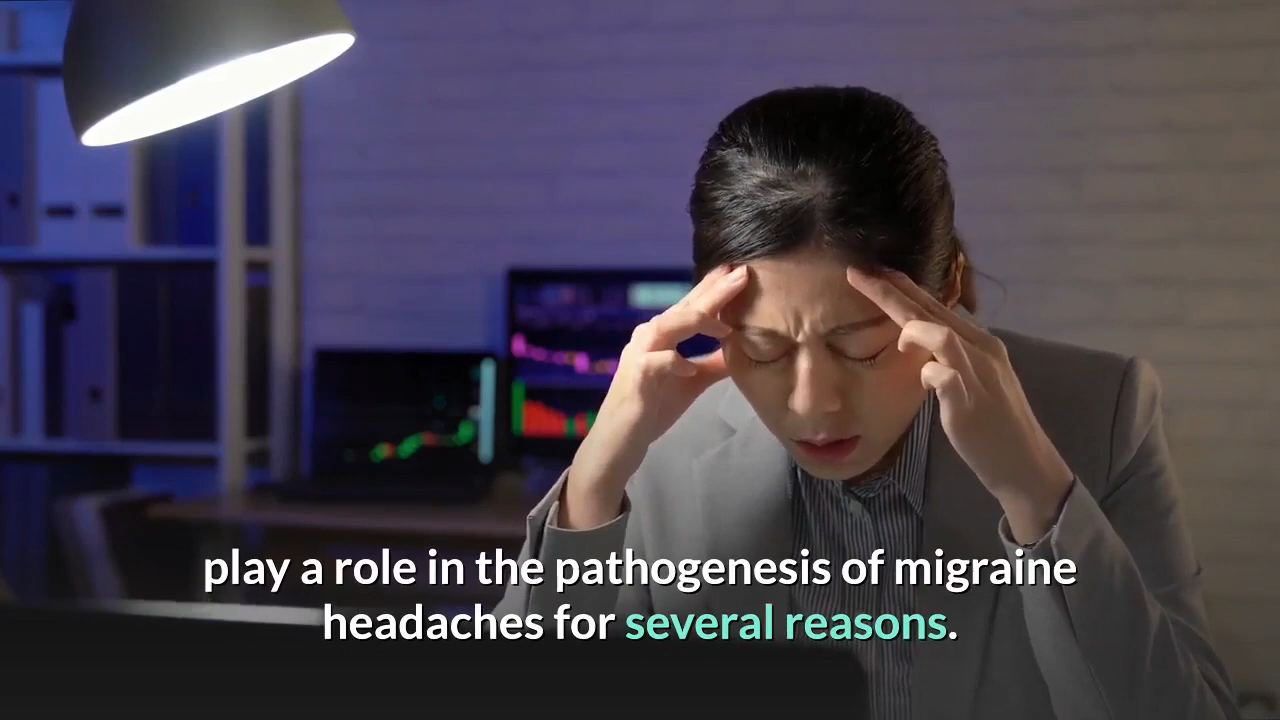 play a role in the pathogenesis of migraine
headaches for several reasons.